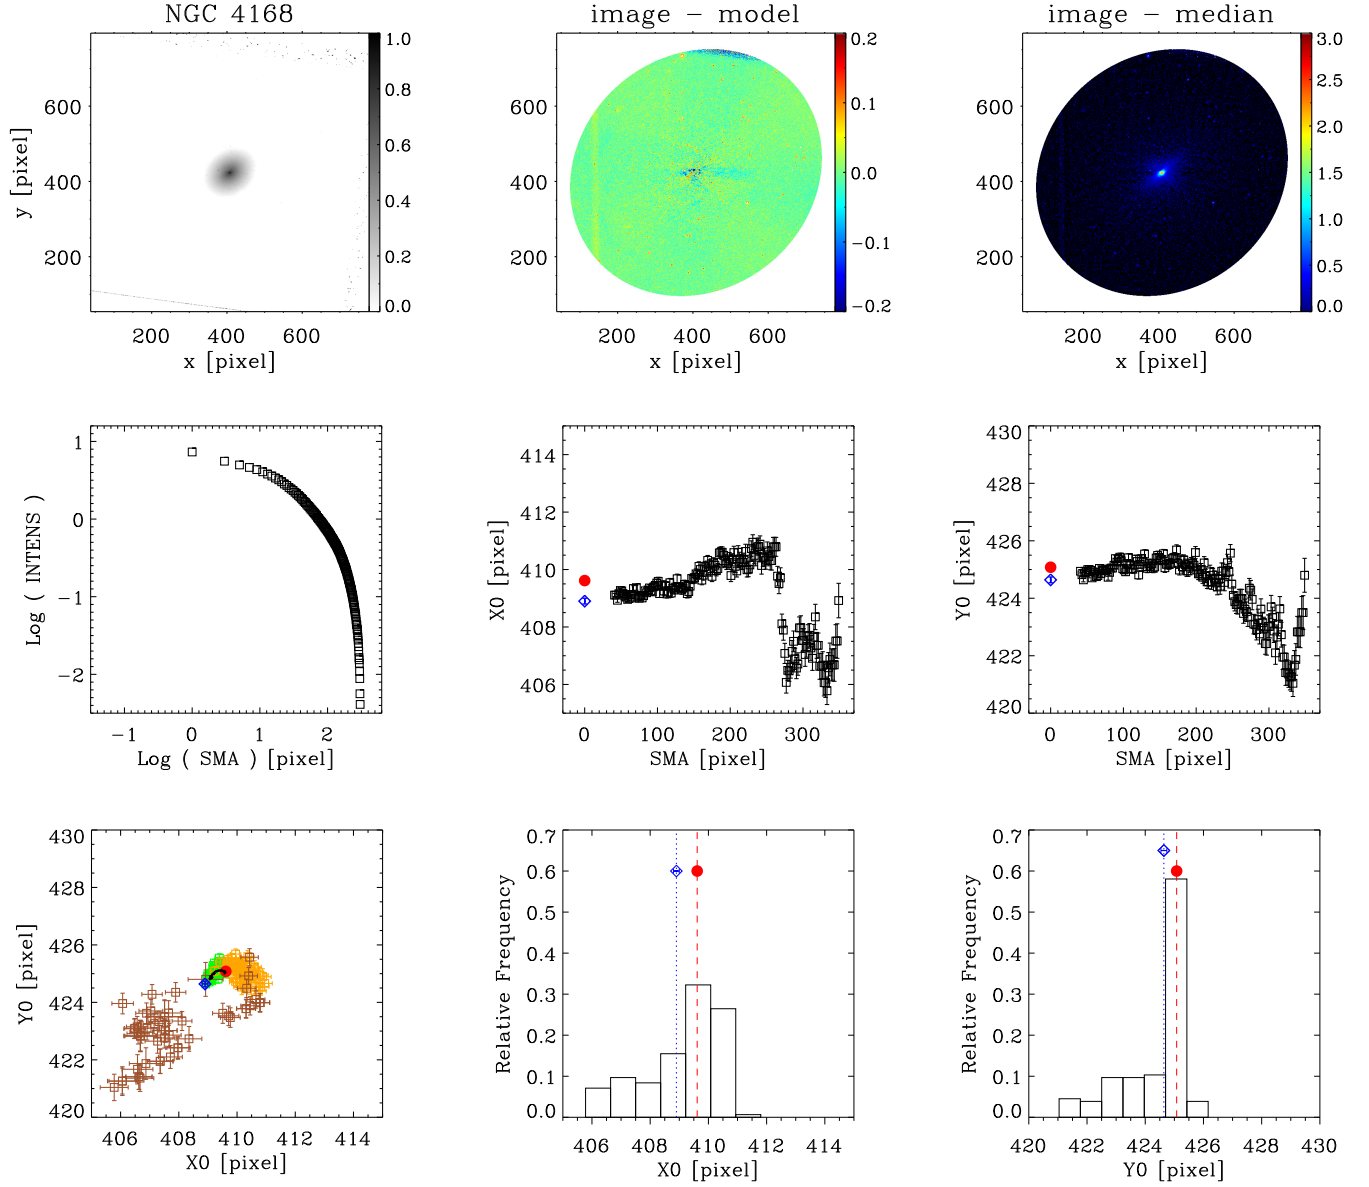 NGC 4168
image − model
image − median
y [pixel]
600
400
200
200 400 600
x [pixel]
1.0
0.8
0.6
0.4
0.2
0.0
600
400
200
200 400 600
x [pixel]
0.2
0.1
0.0
−0.1
−0.2
600
400
200
200 400 600
x [pixel]
3.0
2.5
2.0
1.5
1.0
0.5
0.0
Log ( INTENS )
1
0
−1
−2
−1 0 1 2
Log ( SMA ) [pixel]
X0 [pixel]
414
412
410
408
406
0 100 200 300
SMA [pixel]
Y0 [pixel]
430
428
426
424
422
420
0 100 200 300
SMA [pixel]
Y0 [pixel]
430
428
426
424
422
420
406 408 410 412 414
X0 [pixel]
Relative Frequency
0.7
0.6
0.5
0.4
0.3
0.2
0.1
0.0
406 408 410 412 414
X0 [pixel]
Relative Frequency
0.7
0.6
0.5
0.4
0.3
0.2
0.1
0.0
420 422 424 426 428 430
Y0 [pixel]